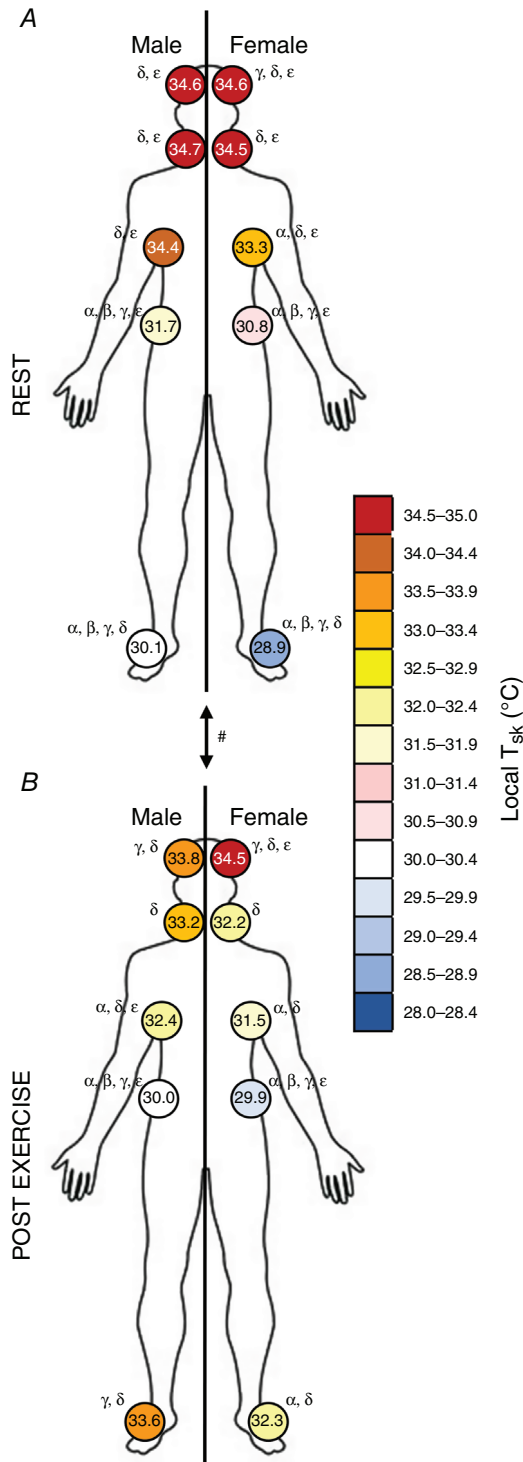 A
Male Female
δ, ε γ, δ, ε
34.6 34.6
δ, ε δ, ε
34.7 34.5
δ, ε α, δ, ε
34.4 33.3
α, β, γ, ε α, β, γ, ε
31.7 30.8
REST
α, β, γ, δ α, β, γ, δ
30.1 28.9
#
34.5–35.0
34.0–34.4
33.5–33.9
33.0–33.4
32.5–32.9
32.0–32.4
31.5–31.9
31.0–31.4
30.5–30.9
30.0–30.4
29.5–29.9
29.0–29.4
28.5–28.9
28.0–28.4
Local Tsk (°C)
B
Male Female
γ, δ γ, δ, ε
33.8 34.5
δ δ
33.2 32.2
α, δ, ε α, δ
32.4 31.5
α, β, γ, ε α, β, γ, ε
30.0 29.9
POST EXERCISE
γ, δ α, δ
33.6 32.3